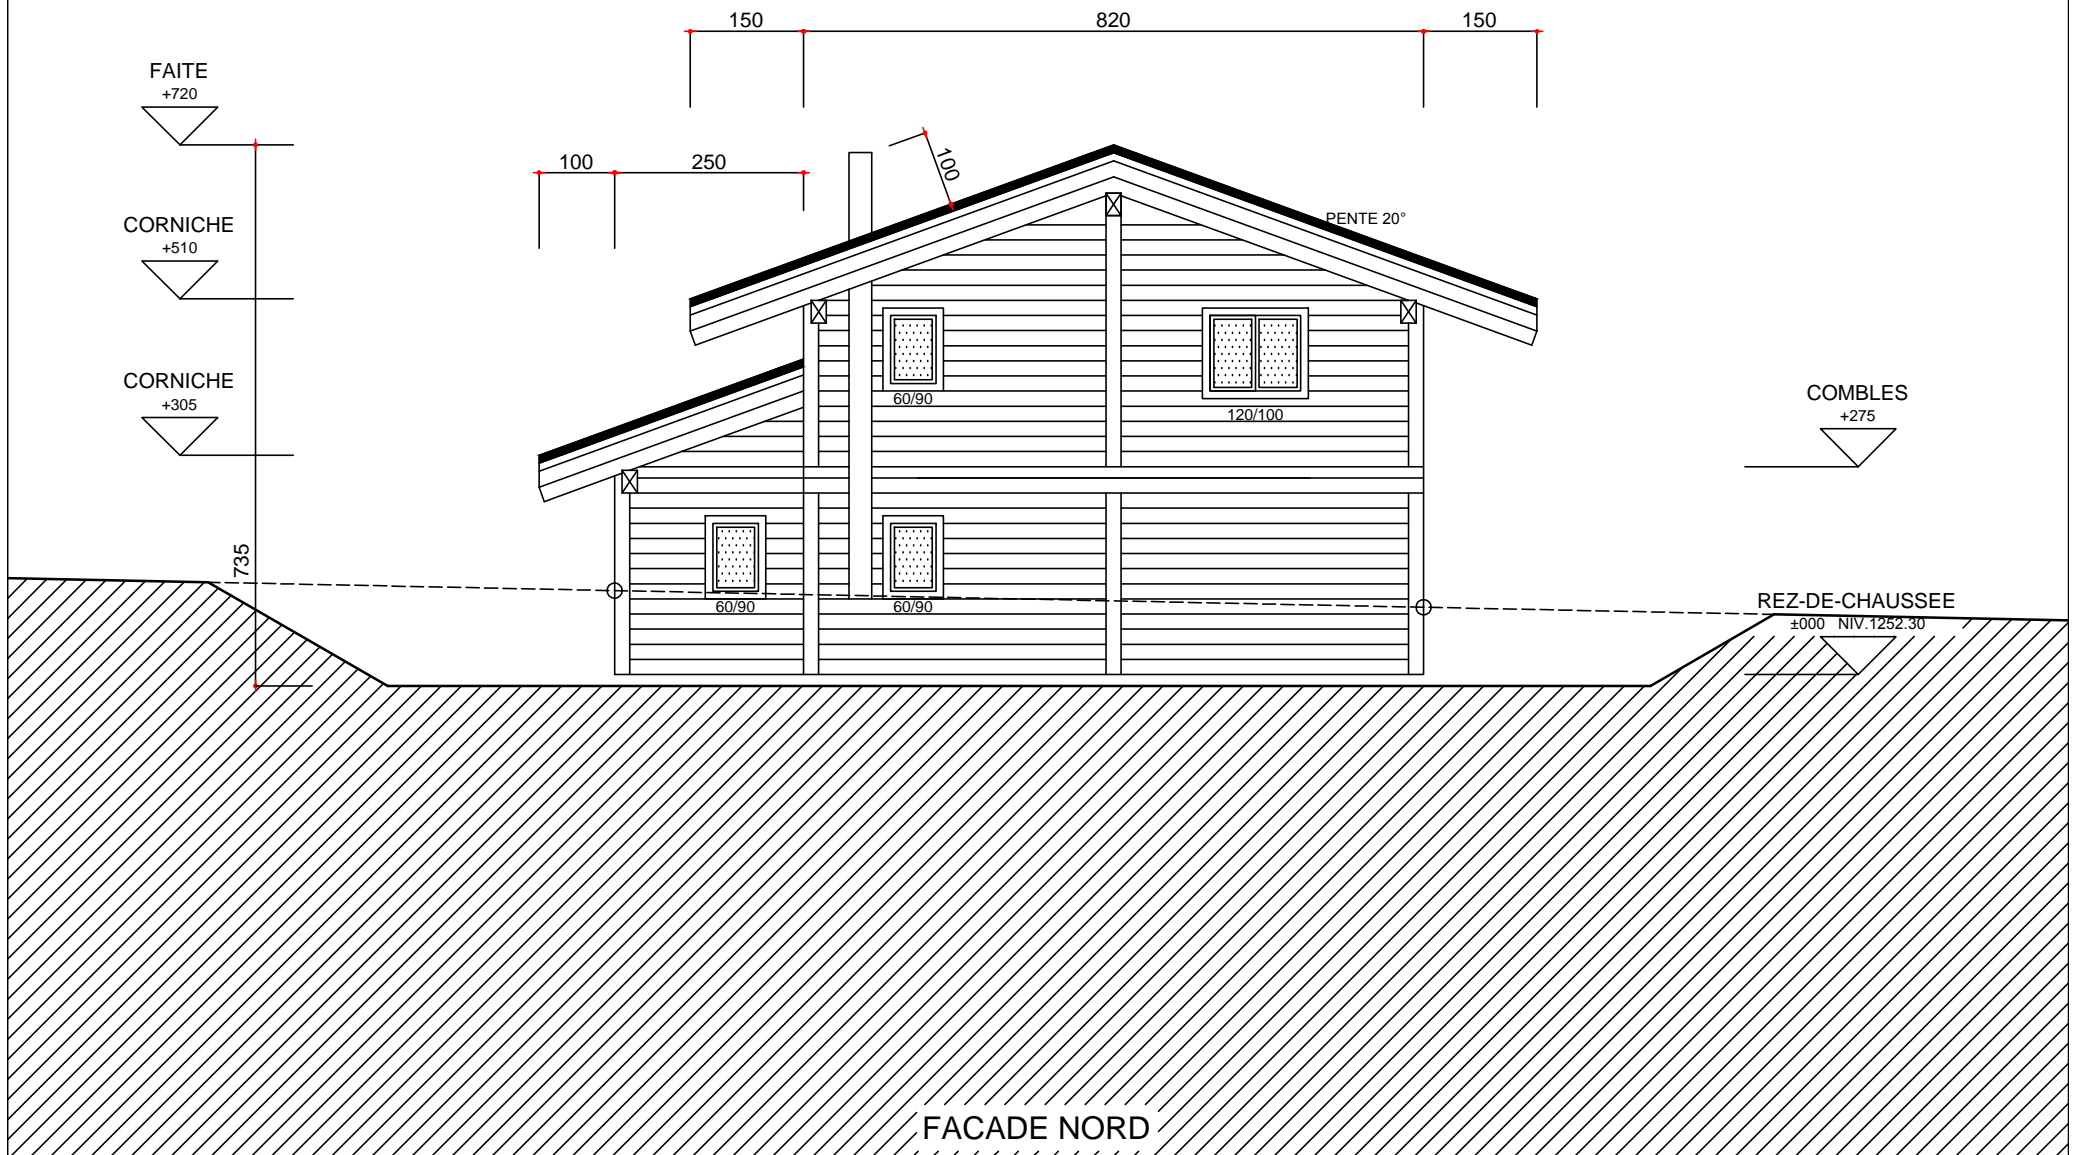 150 820 150
FAITE
+720
100 250 100
CORNICHE
+510
PENTE 20°
CORNICHE
+305
60/90
120/100
COMBLES
+275
735
60/90 60/90
REZ-DE-CHAUSSEE
±000 NIV.1252.30
FACADE NORD